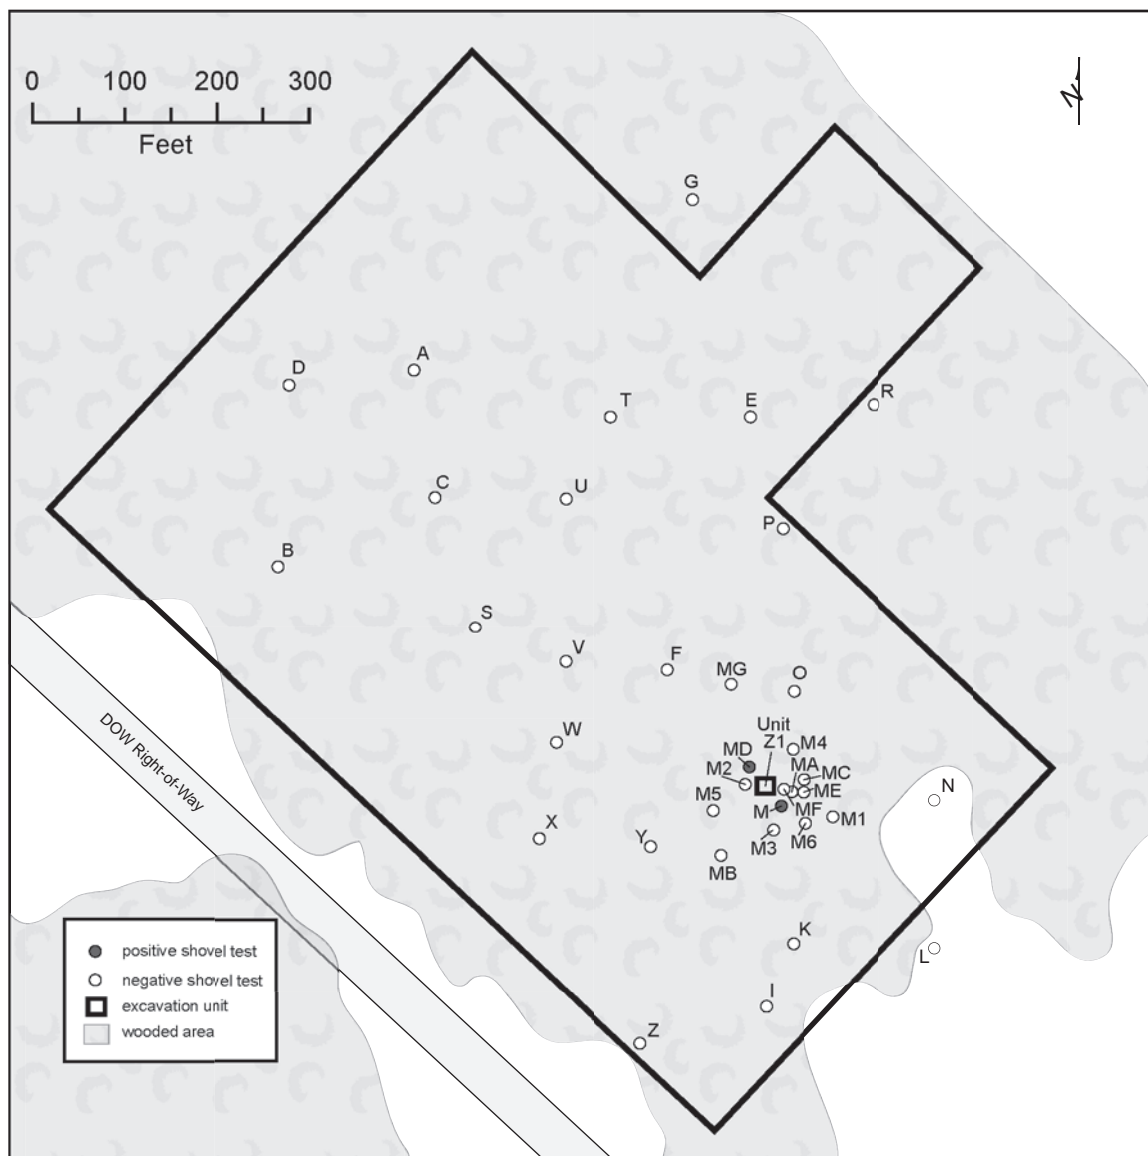 0 100 200 300
Feet
N
G
D
A
T
E
R
C
U
P
B
S
V
F
MG
O
W
Unit
Z1
MD
M4
M2
MA
MC
ME
M5
M
MF
M1
N
X
Y
M3
M6
MB
K
L
I
Z
DOW Right-of-Way
positive shovel test
negative shovel test
excavation unit
wooded area